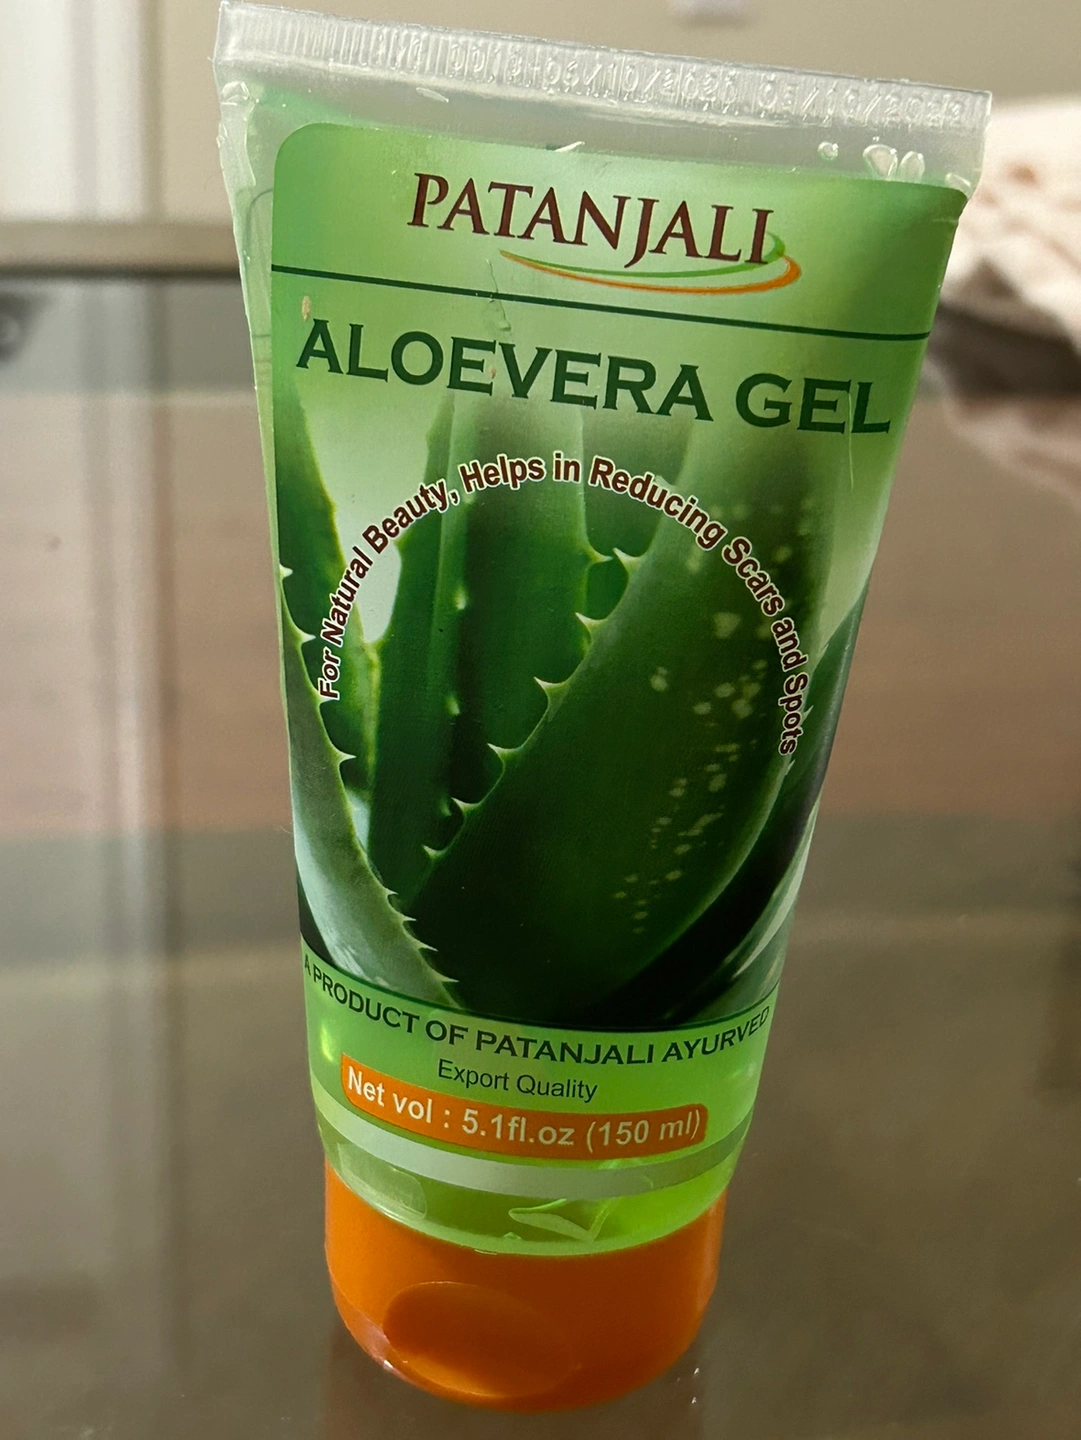 PATANJALI
ALOEVERA GEL
For Natural Beauty, Helps in Reducing Scars and Spots
A PRODUCT OF PATANJALI AYURVED
Export Quality
Net vol : 5.1fl.oz (150 ml)